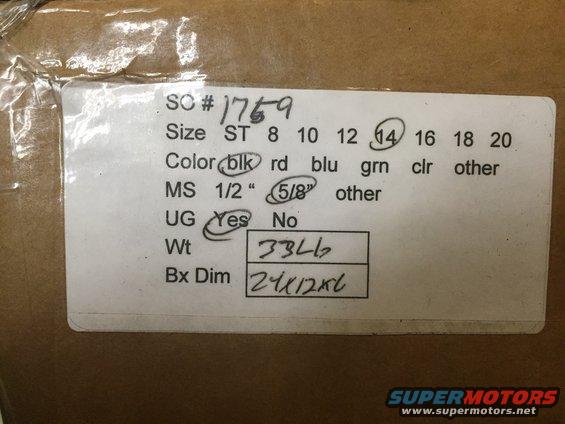 SO # 1759
Size ST 8 10 12 14 16 18 20
Color blk rd blu grn clr other
MS 1/2 " 5/8" other
UG Yes No
Wt 33Lb
Bx Dim 24x12x6
SUPERMOTORS
www.supermotors.net